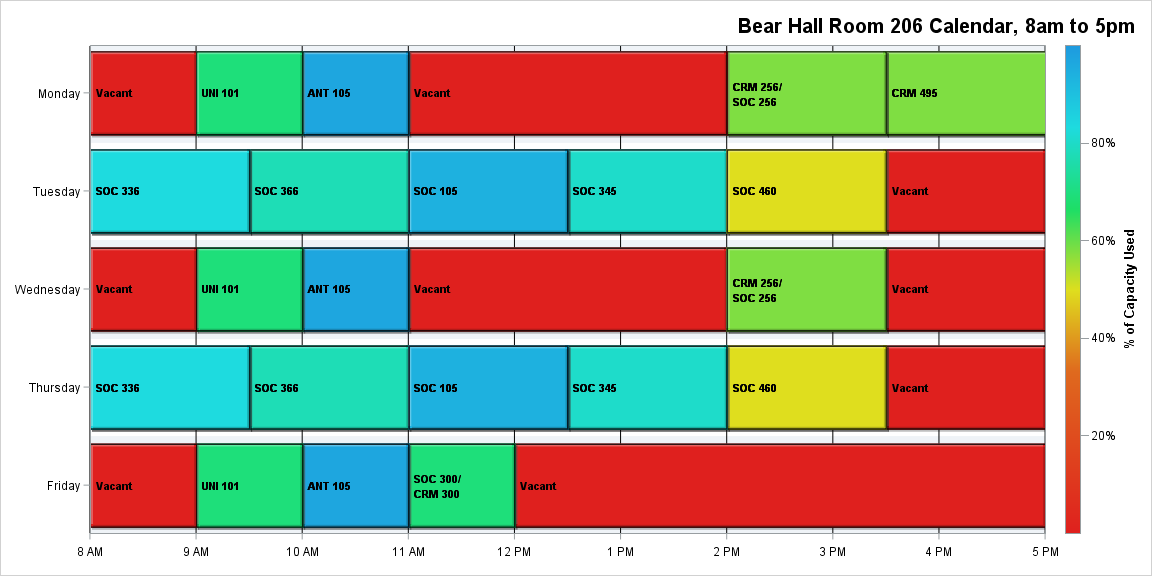 Bear Hall Room 206 Calendar, 8am to 5pm
Monday
Vacant
UNI 101
ANT 105
Vacant
CRM 256/
SOC 256
CRM 495
Tuesday
SOC 336
SOC 366
SOC 105
SOC 345
SOC 460
Vacant
Wednesday
Vacant
UNI 101
ANT 105
Vacant
CRM 256/
SOC 256
Vacant
Thursday
SOC 336
SOC 366
SOC 105
SOC 345
SOC 460
Vacant
Friday
Vacant
UNI 101
ANT 105
SOC 300/
CRM 300
Vacant
8 AM
9 AM
10 AM
11 AM
12 PM
1 PM
2 PM
3 PM
4 PM
5 PM
80%
60%
40%
20%
% of Capacity Used